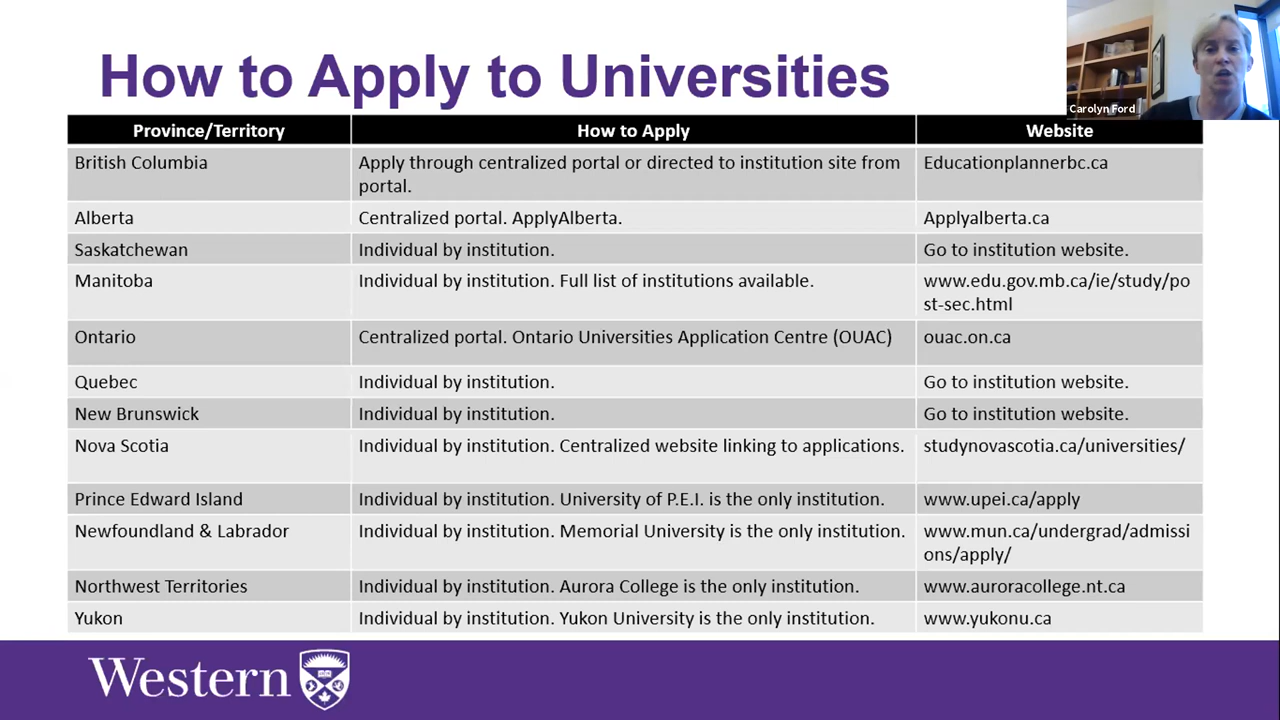 How to Apply to Universities
Carolyn Ford
Province/Territory How to Apply Website
British Columbia Apply through centralized portal or directed to institution site from Educationplannerbc.ca
portal.
Alberta Centralized portal. ApplyAlberta. Applyalberta.ca
Saskatchewan Individual by institution. Go to institution website.
Manitoba Individual by institution. Full list of institutions available. www.edu.gov.mb.ca/ie/study/po
st-sec.html
Ontario Centralized portal. Ontario Universities Application Centre (OUAC) ouac.on.ca
Quebec Individual by institution. Go to institution website.
New Brunswick Individual by institution. Go to institution website.
Nova Scotia Individual by institution. Centralized website linking to applications. studynovascotia.ca/universities/
Prince Edward Island Individual by institution. University of P.E.I. is the only institution. www.upei.ca/apply
Newfoundland & Labrador Individual by institution. Memorial University is the only institution. www.mun.ca/undergrad/admissi
ons/apply/
Northwest Territories Individual by institution. Aurora College is the only institution. www.auroracollege.nt.ca
Yukon Individual by institution. Yukon University is the only institution. www.yukonu.ca
Western